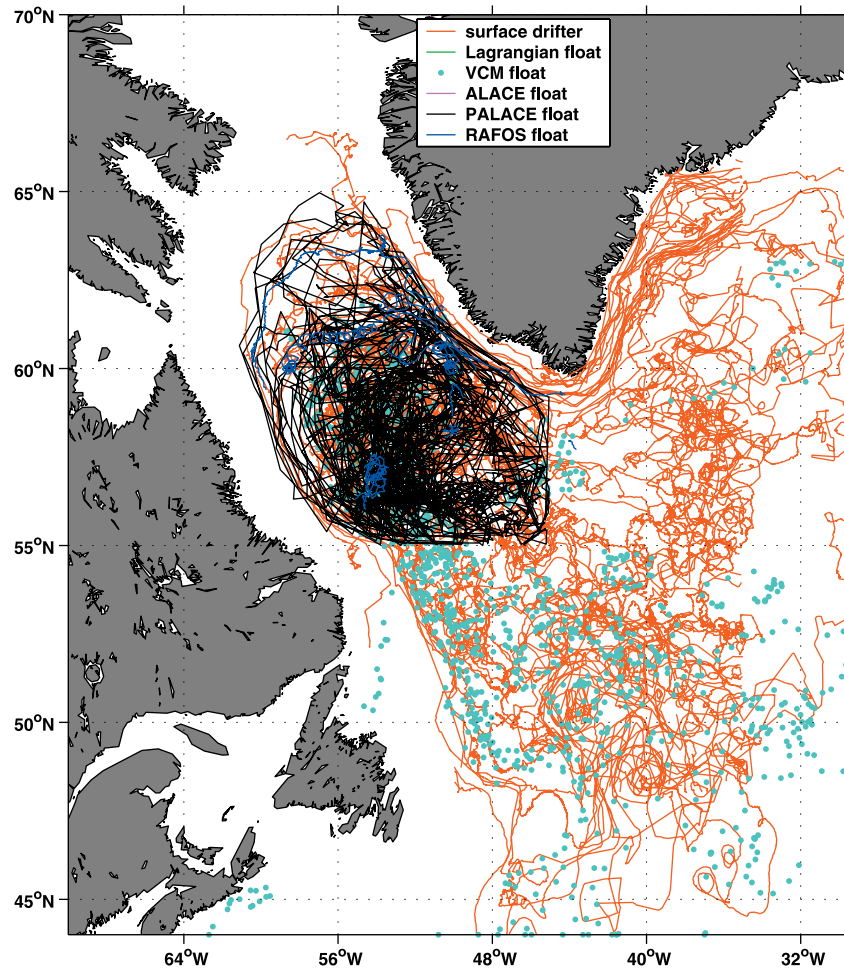 70°N
65°N
60°N
55°N
50°N
45°N
surface drifter
Lagrangian float
VCM float
ALACE float
PALACE float
RAFOS float
64°W
56°W
48°W
40°W
32°W